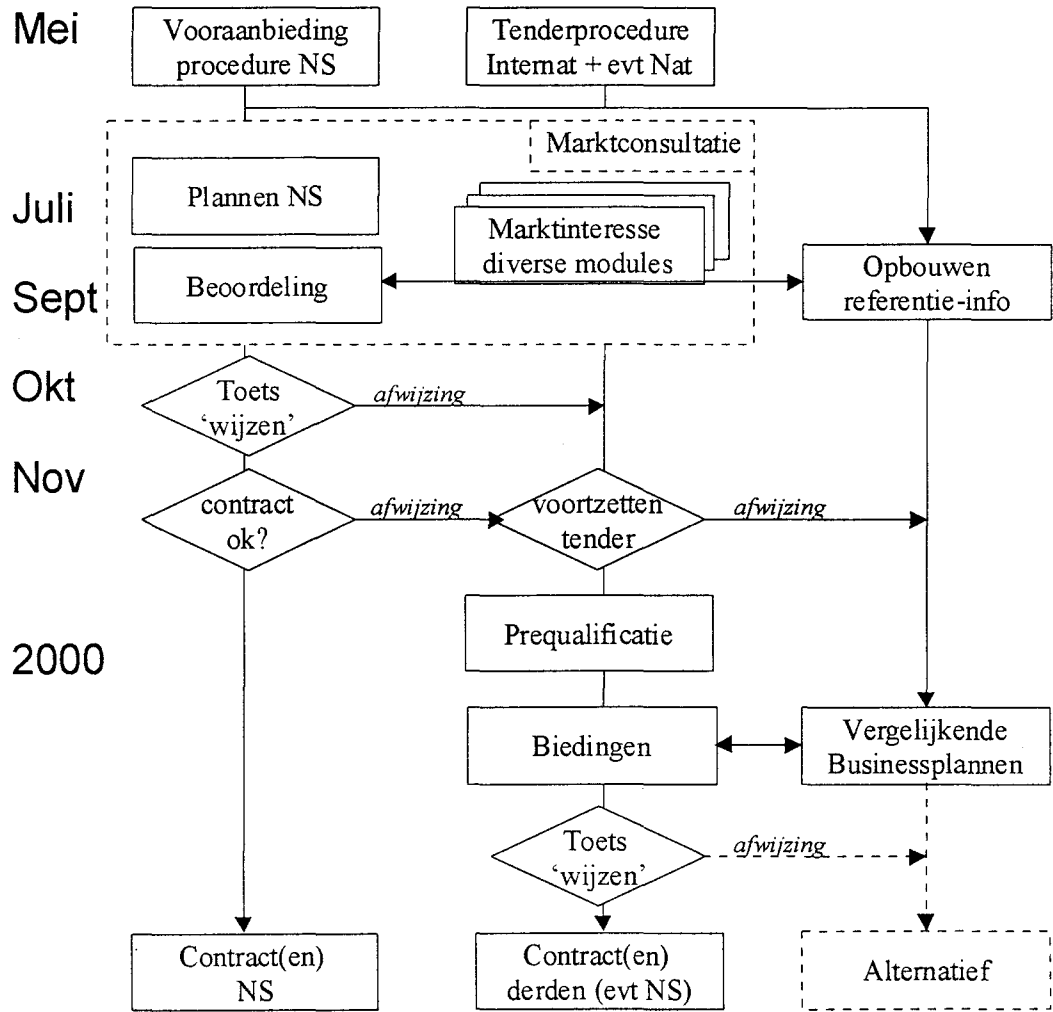 Mei
Vooraanbieding
procedure NS
Tenderprocedure
Internat + evt Nat
Marktconsultatie
Juli
Plannen NS
Marktinteresse
diverse modules
Sept
Beoordeling
Opbouwen
referentie-info
Okt
Toets
‘wijzen’
afwijzing
Nov
contract
ok?
afwijzing
voortzetten
tender
afwijzing
Prequalificatie
2000
Biedingen
Vergelijkende
Businessplannen
Toets
‘wijzen’
afwijzing
Contract(en)
NS
Contract(en)
derden (evt NS)
Alternatief